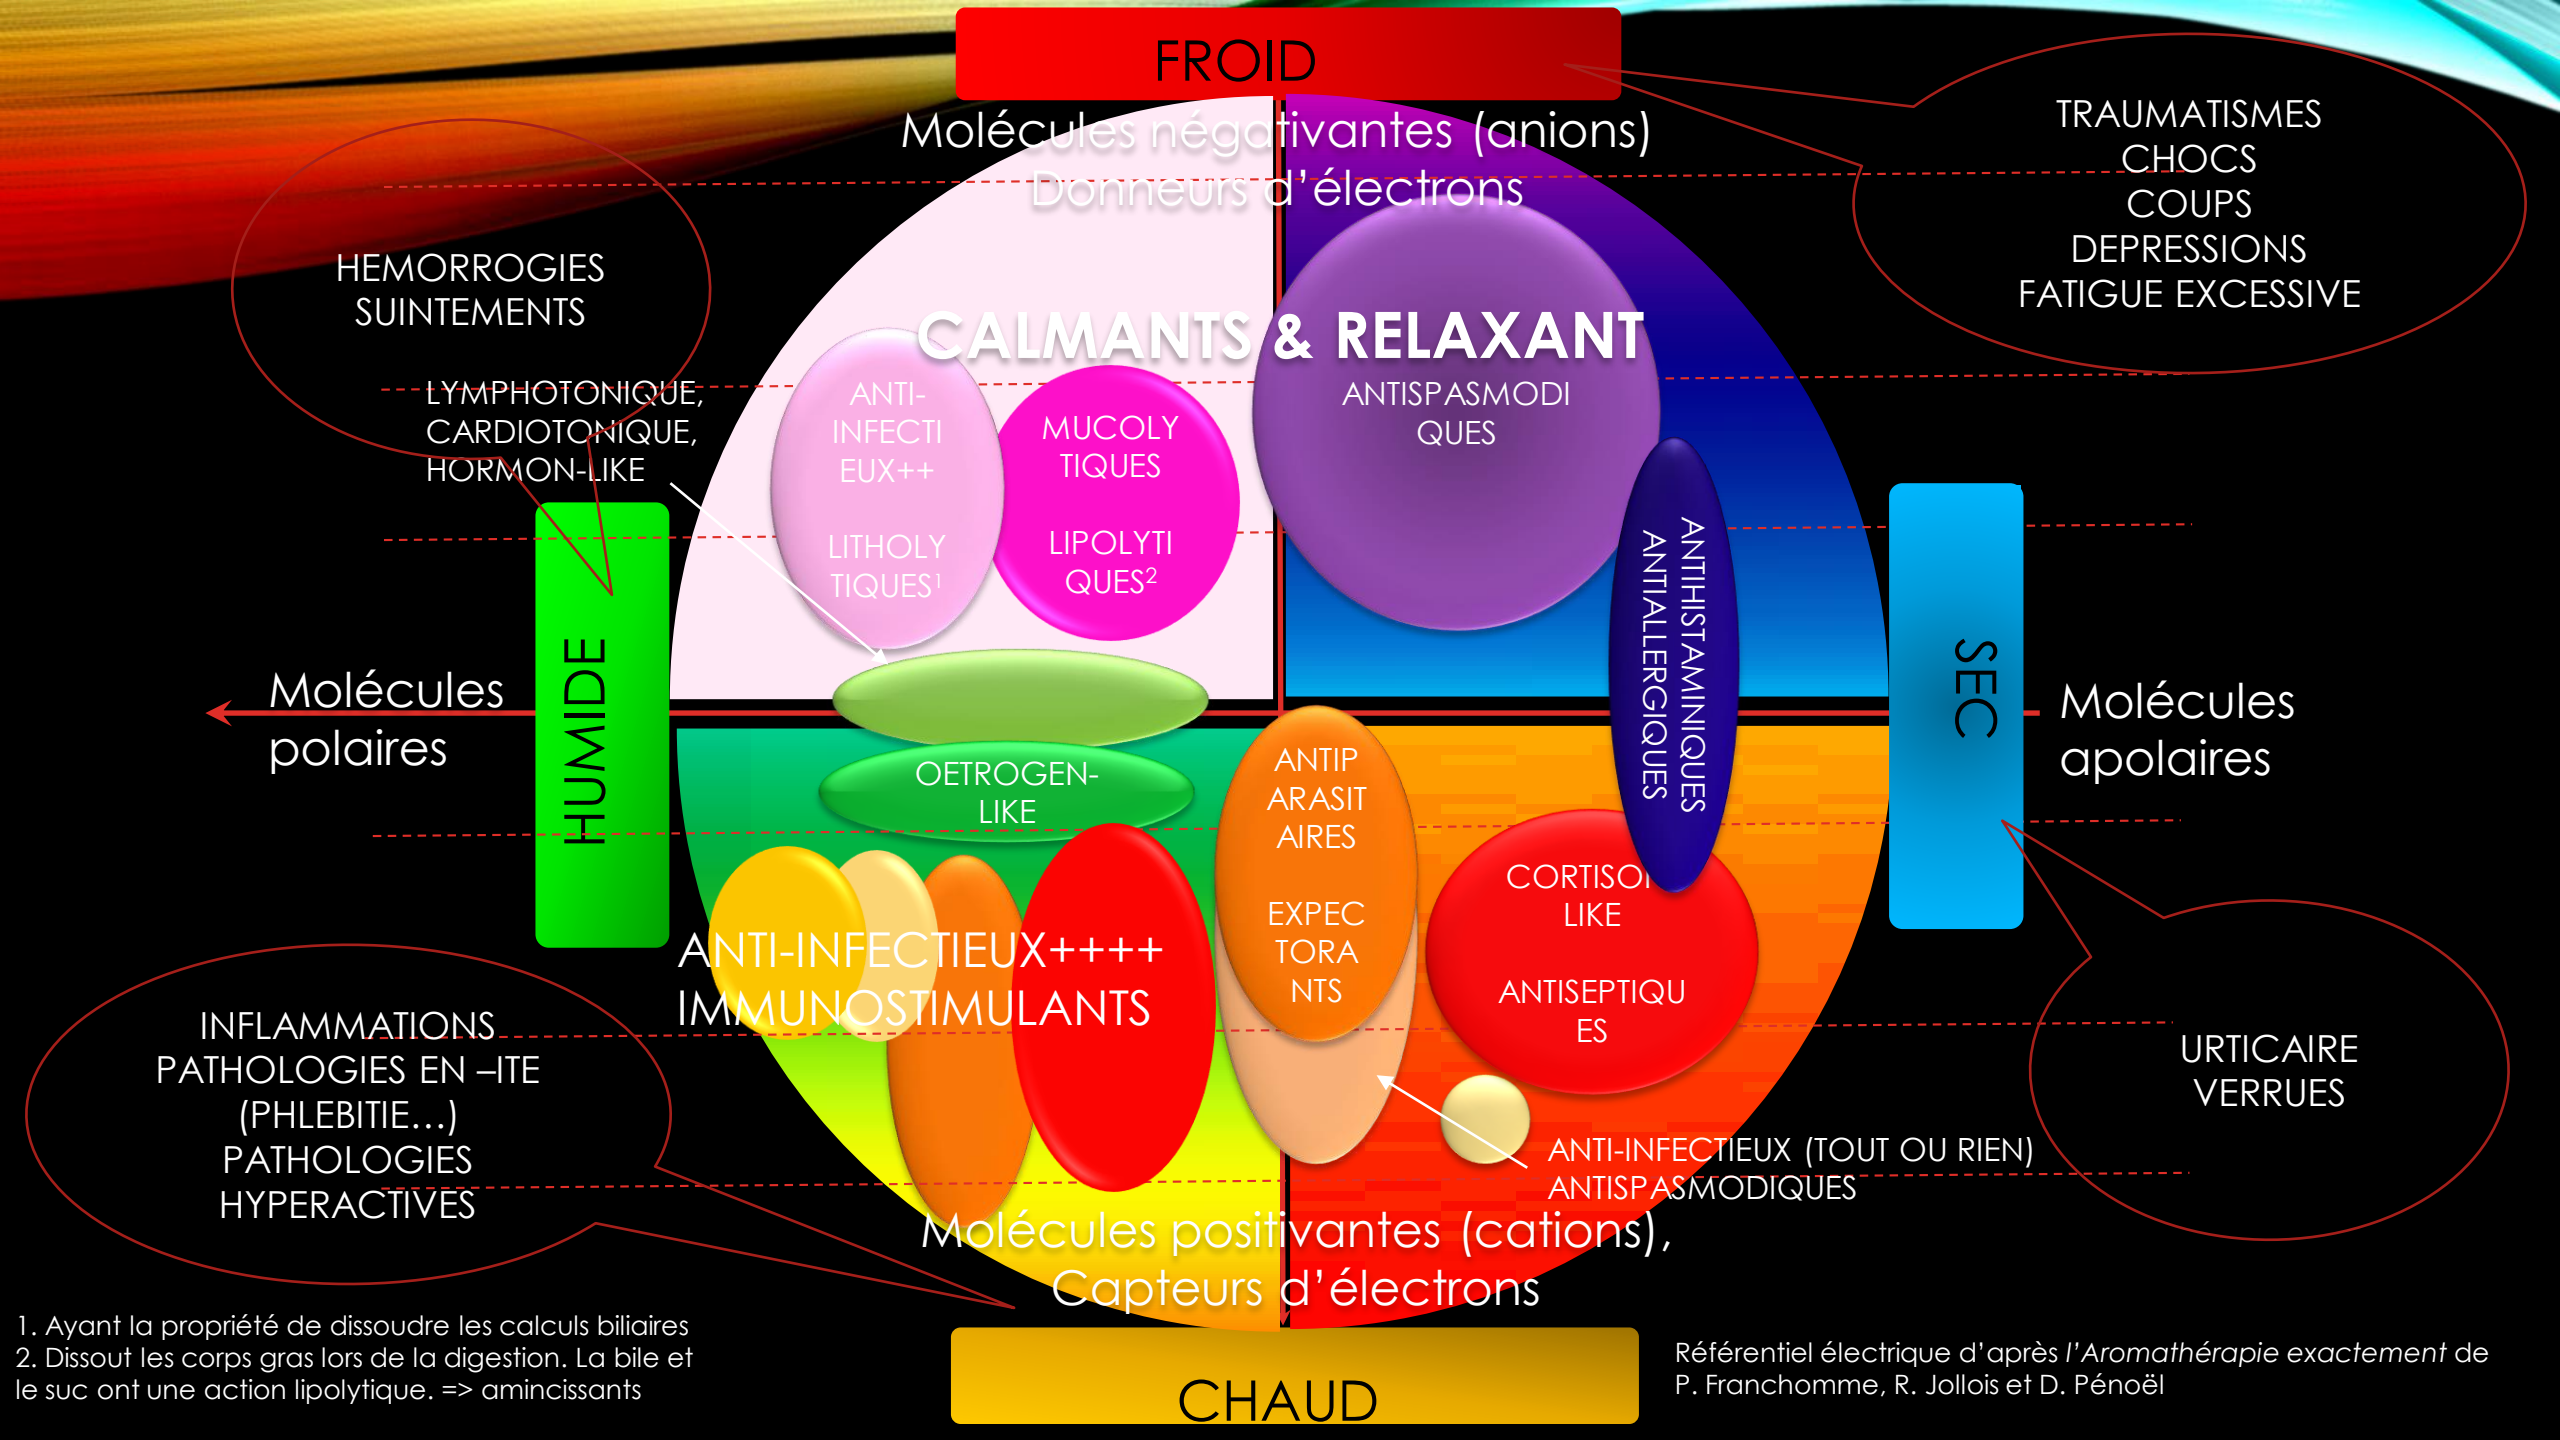 FROID
Molécules négativantes (anions)
Donneurs d'électrons
TRAUMATISMES
CHOCS
COUPS
DEPRESSIONS
FATIGUE EXCESSIVE
HEMORROGIES
SUINTEMENTS
CALMANTS & RELAXANT
LYMPHOTONIQUE,
CARDIOTONIQUE,
HORMON-LIKE
ANTI-
INFECTI
EUX++
LITHOLY
TIQUES1
MUCOLY
TIQUES
LIPOLYTI
QUES2
ANTISPASMODI
QUES
ANTIHISTAMINIQUES
ANTIALLERGIQUES
HUMIDE
SEC
Molécules
polaires
Molécules
apolaires
OETROGEN-
LIKE
ANTIP
ARASIT
AIRES
EXPEC
TORA
NTS
CORTISOL
LIKE
ANTISEPTIQU
ES
ANTI-INFECTIEUX++++
IMMUNOSTIMULANTS
INFLAMMATIONS
PATHOLOGIES EN –ITE
(PHLEBITIE…)
PATHOLOGIES
HYPERACTIVES
URTICAIRE
VERRUES
ANTI-INFECTIEUX (TOUT OU RIEN)
ANTISPASMODIQUES
Molécules positivantes (cations),
Capteurs d'électrons
CHAUD
1. Ayant la propriété de dissoudre les calculs biliaires
2. Dissout les corps gras lors de la digestion. La bile et
le suc ont une action lipolytique. => amincissants
Référentiel électrique d'après l'Aromathérapie exactement de
P. Franchomme, R. Jollois et D. Pénoël